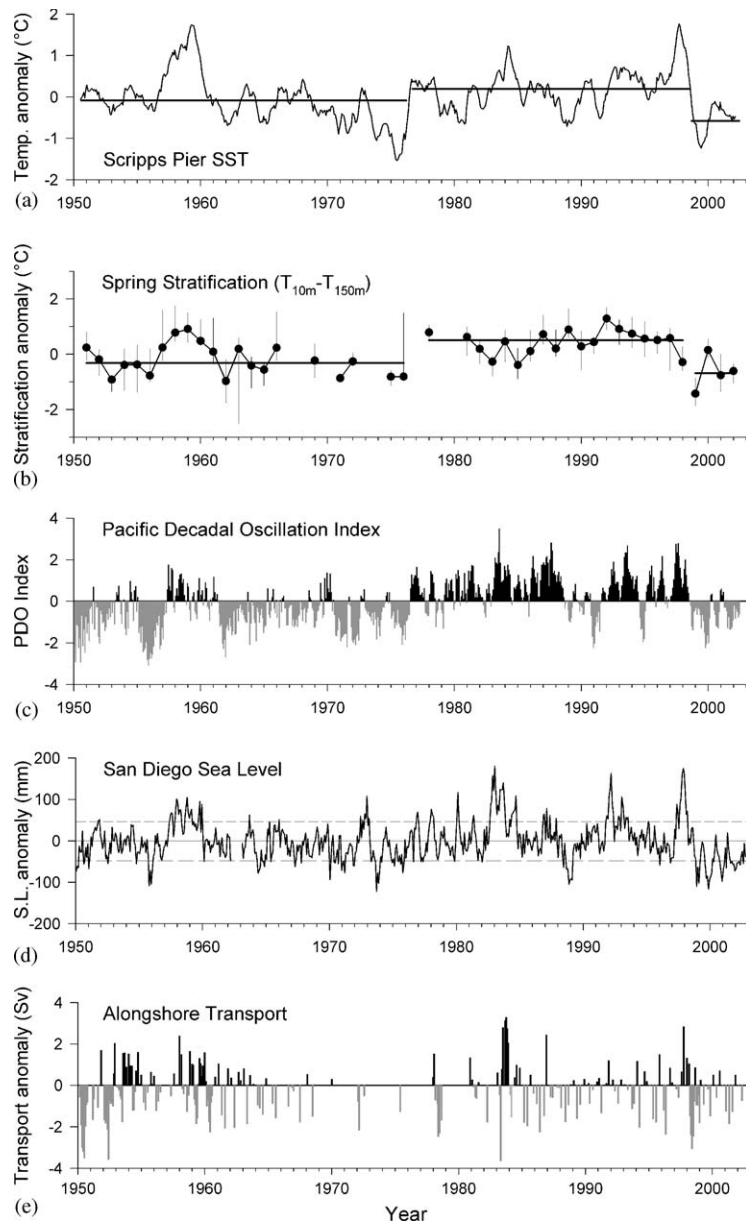 Temp. anomaly (°C)
2
1
0
-1
-2
Scripps Pier SST
1950 1960 1970 1980 1990 2000
(a)
Stratification anomaly (°C)
2
0
-2
Spring Stratification (T10m-T150m)
1950 1960 1970 1980 1990 2000
(b)
PDO Index
4
2
0
-2
-4
Pacific Decadal Oscillation Index
1950 1960 1970 1980 1990 2000
(c)
S.L. anomaly (mm)
200
100
0
-100
-200
San Diego Sea Level
1950 1960 1970 1980 1990 2000
(d)
Transport anomaly (Sv)
4
2
0
-2
-4
Alongshore Transport
1950 1960 1970 1980 1990 2000
(e)
Year